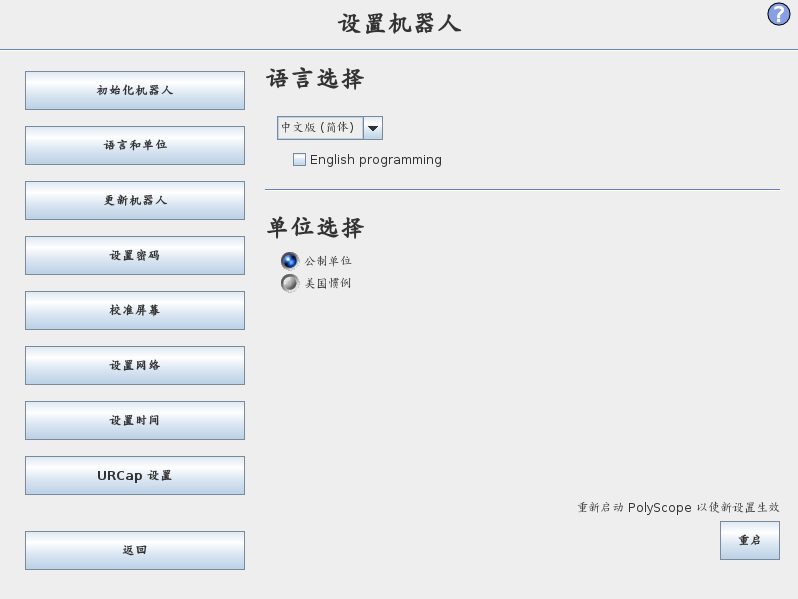 设置机器人
?
初始化机器人
语言和单位
更新机器人
设置密码
校准屏幕
设置网络
设置时间
URCap 设置
返回
语言选择
中文版 (简体)
English programming
单位选择
公制单位
美国惯例
重新启动 PolyScope 以使新设置生效
重启